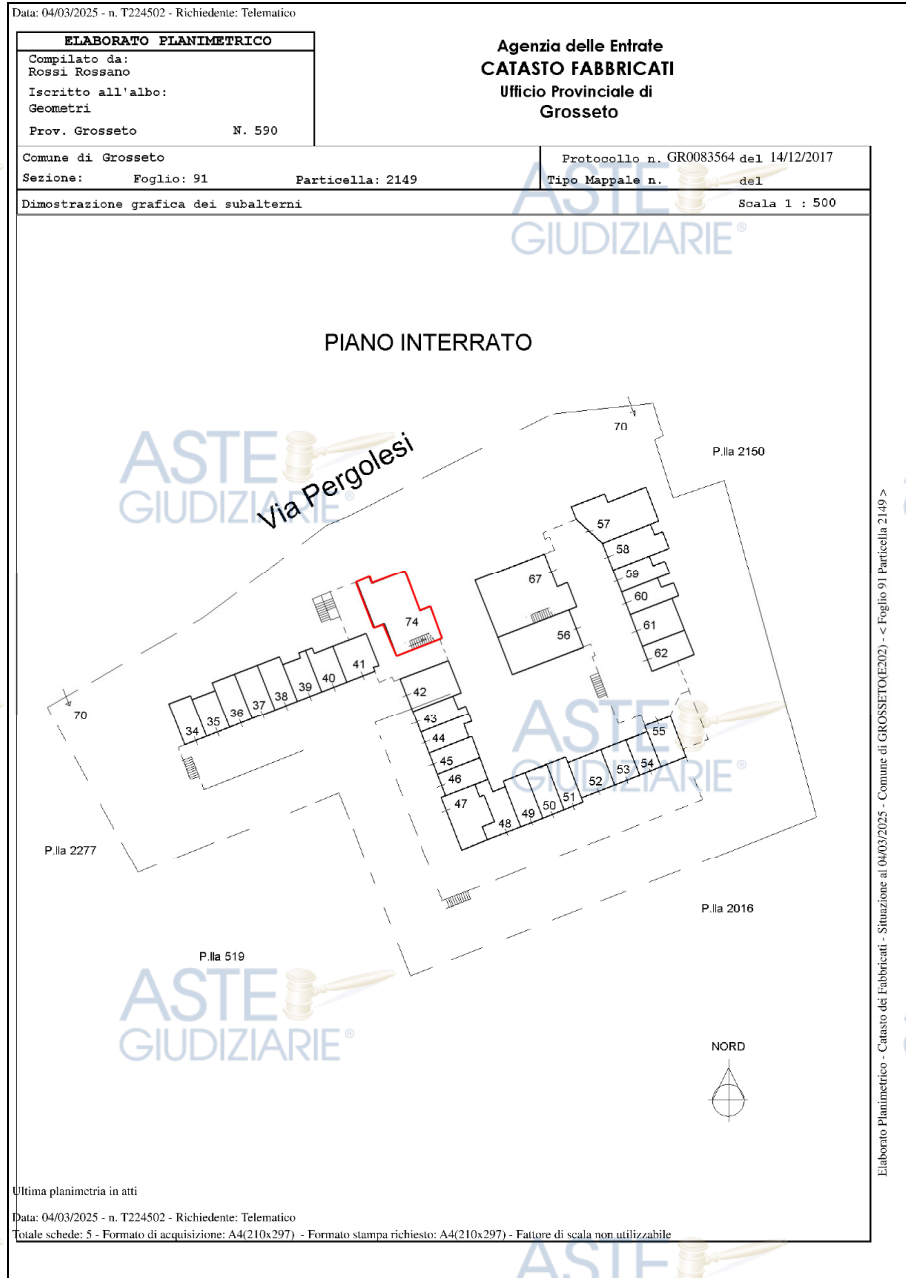 Data: 04/03/2025 - n. T224502 - Richiedente: Telematico
ELABORATO PLANIMETRICO
Compilato da:
Rossi Rossano
Iscritto all'albo:
Geometri
Prov. Grosseto N. 590
Agenzia delle Entrate
CATASTO FABBRICATI
Ufficio Provinciale di
Grosseto
Comune di Grosseto
Sezione: Foglio: 91 Particella: 2149
Protocollo n. GR0083564 del 14/12/2017
Tipo Mappale n. del
Dimostrazione grafica dei subalterni
Scala 1 : 500
ASTE
GIUDIZIARIE®
PIANO INTERRATO
70
P.lla 2150
ASTE
GIUDIZIARIE®
Via Pergolesi
57
58
59
60
61
62
67
56
74
41
40
39
38
37
36
35
34
70
42
43
44
45
46
47
48
49
50
51
52
53
54
55
ASTE
GIUDIZIARIE®
P.lla 2277
P.lla 2016
P.lla 519
ASTE
GIUDIZIARIE®
NORD
Elaborato Planimetrico - Catasto dei Fabbricati - Situazione al 04/03/2025 - Comune di GROSSETO(E202) - < Foglio 91 Particella 2149 >
Ultima planimetria in atti
Data: 04/03/2025 - n. T224502 - Richiedente: Telematico
Totale schede: 5 - Formato di acquisizione: A4(210x297) - Formato stampa richiesto: A4(210x297) - Fattore di scala non utilizzabile
ASTE